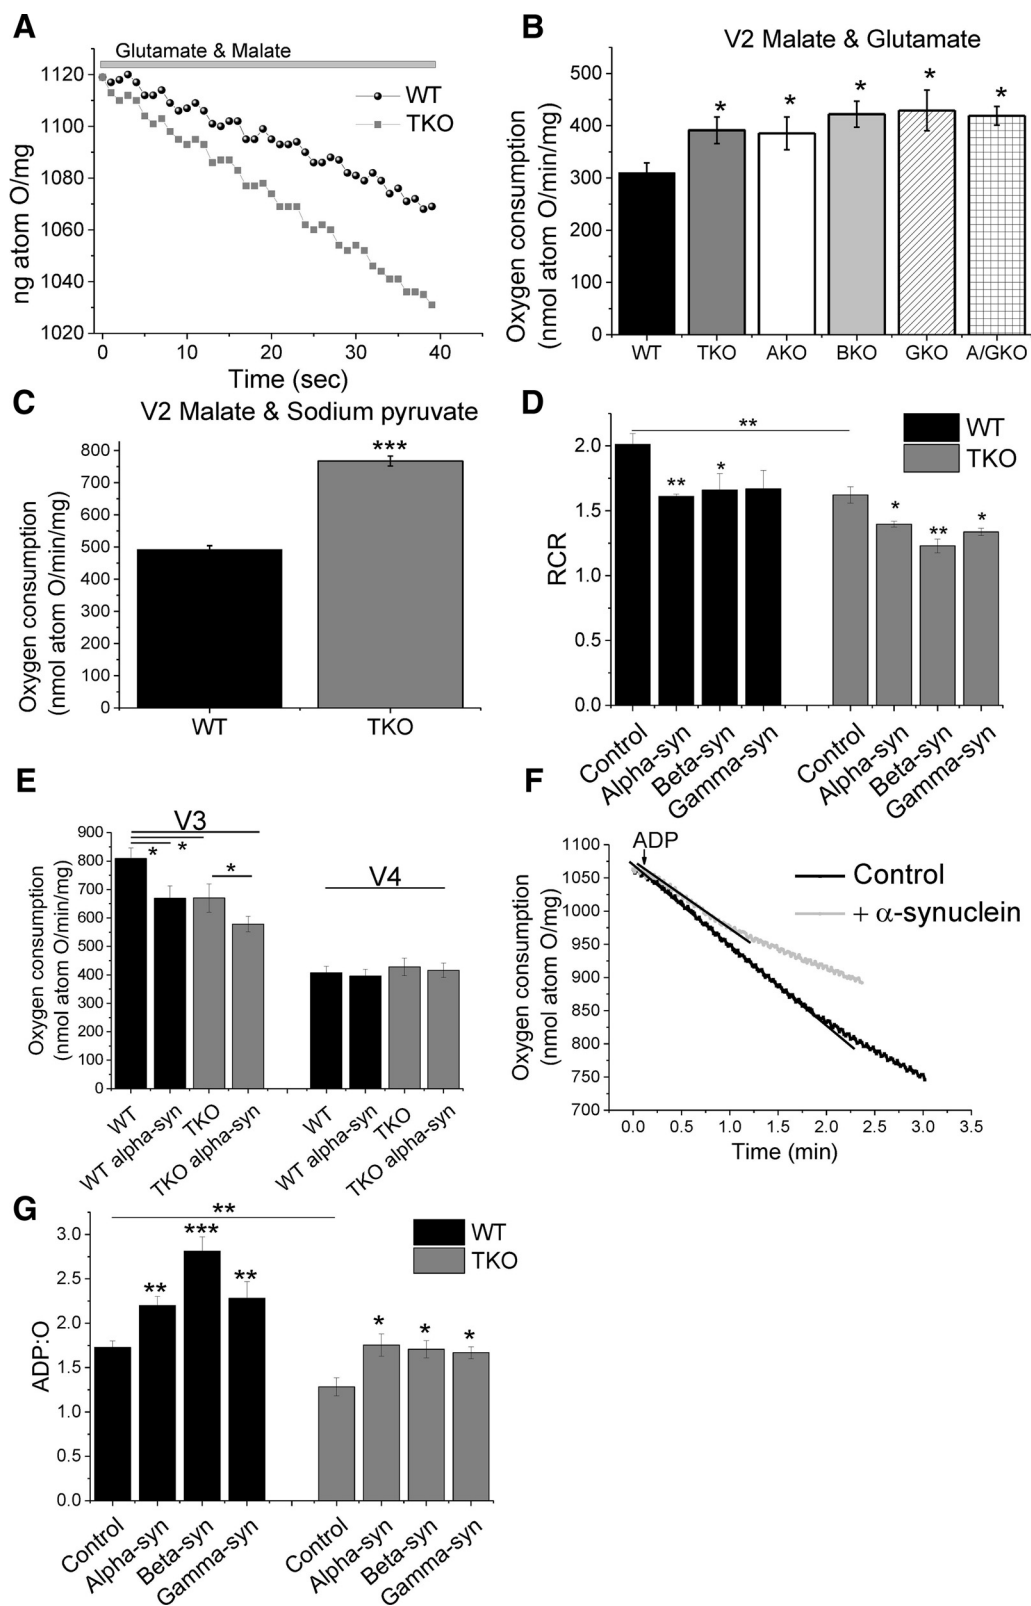 A
Glutamate & Malate
WT
TKO
ng atom O/mg
1120
1100
1080
1060
1040
1020
0 10 20 30 40 50
Time (sec)
B
V2 Malate & Glutamate
Oxygen consumption
(nmol atom O/min/mg)
500
400
300
200
100
0
* * * * *
WT TKO AKO BKO GKO A/GKO
C
V2 Malate & Sodium pyruvate
Oxygen consumption
(nmol atom O/min/mg)
800
700
600
500
400
300
200
100
0
***
WT TKO
D
WT
TKO
RCR
2.0
1.5
1.0
0.5
0.0
**
** * * ** *
Control Alpha-syn Beta-syn Gamma-syn Control Alpha-syn Beta-syn Gamma-syn
E
V3
V4
Oxygen consumption
(nmol atom O/min/mg)
900
800
700
600
500
400
300
200
100
0
* * *
WT WT alpha-syn TKO TKO alpha-syn WT WT alpha-syn TKO TKO alpha-syn
F
ADP
Control
+ α-synuclein
Oxygen consumption
(nmol atom O/mg)
1100
1050
1000
950
900
850
800
750
700
0.0 0.5 1.0 1.5 2.0 2.5 3.0 3.5
Time (min)
G
WT
TKO
ADP:O
3.0
2.5
2.0
1.5
1.0
0.5
0.0
**
** *** ** * * *
Control Alpha-syn Beta-syn Gamma-syn Control Alpha-syn Beta-syn Gamma-syn